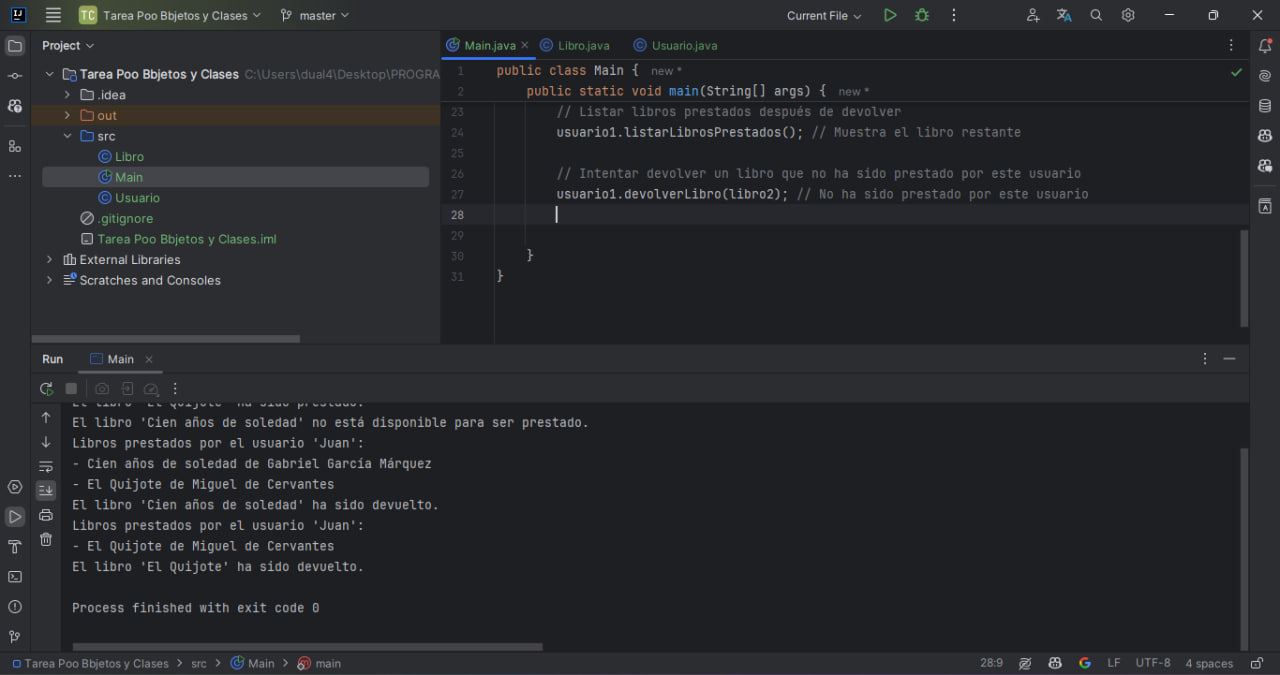 TC Tarea Poo Bbjetos y Clases master Current File
Project
Main.java Libro.java Usuario.java
Tarea Poo Bbjetos y Clases C:\Users\dual4\Desktop\PROGRA
.idea
out
src
Libro
Main
Usuario
.gitignore
Tarea Poo Bbjetos y Clases.iml
External Libraries
Scratches and Consoles
1 public class Main { new *
2 public static void main(String[] args) { new *
23 // Listar libros prestados después de devolver
24 usuario1.listarLibrosPrestados(); // Muestra el libro restante
25
26 // Intentar devolver un libro que no ha sido prestado por este usuario
27 usuario1.devolverLibro(libro2); // No ha sido prestado por este usuario
28
29
30 }
31 }
Run Main
El libro 'El Quijote' ha sido prestado.
El libro 'Cien años de soledad' no está disponible para ser prestado.
Libros prestados por el usuario 'Juan':
- Cien años de soledad de Gabriel García Márquez
- El Quijote de Miguel de Cervantes
El libro 'Cien años de soledad' ha sido devuelto.
Libros prestados por el usuario 'Juan':
- El Quijote de Miguel de Cervantes
El libro 'El Quijote' ha sido devuelto.
Process finished with exit code 0
Tarea Poo Bbjetos y Clases > src > Main > main 28:9 LF UTF-8 4 spaces